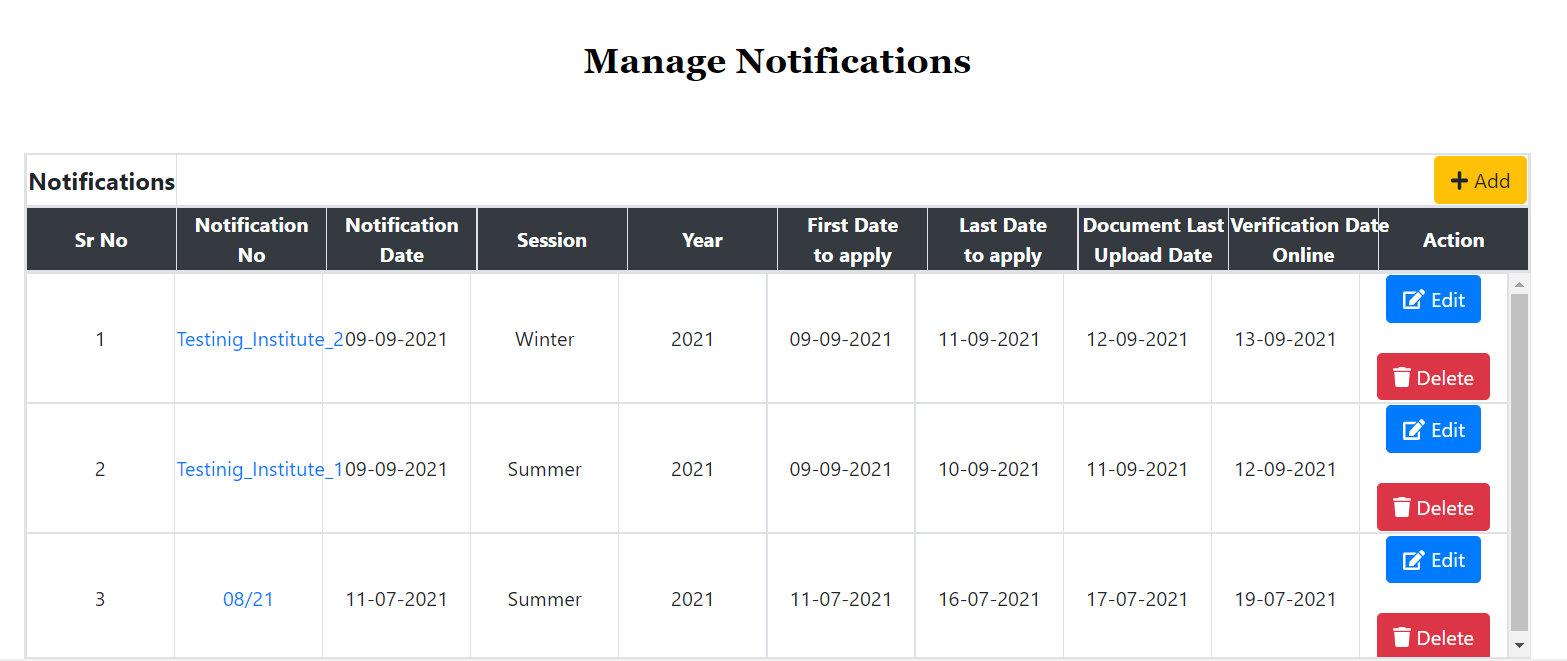 Manage Notifications
Notifications
Add
Sr No
Notification
No
Notification
Date
Session
Year
First Date
to apply
Last Date
to apply
Document Last
Upload Date
Verification Date
Online
Action
1
Testinig_Institute_2
09-09-2021
Winter
2021
09-09-2021
11-09-2021
12-09-2021
13-09-2021
Edit
Delete
2
Testinig_Institute_1
09-09-2021
Summer
2021
09-09-2021
10-09-2021
11-09-2021
12-09-2021
Edit
Delete
3
08/21
11-07-2021
Summer
2021
11-07-2021
16-07-2021
17-07-2021
19-07-2021
Edit
Delete